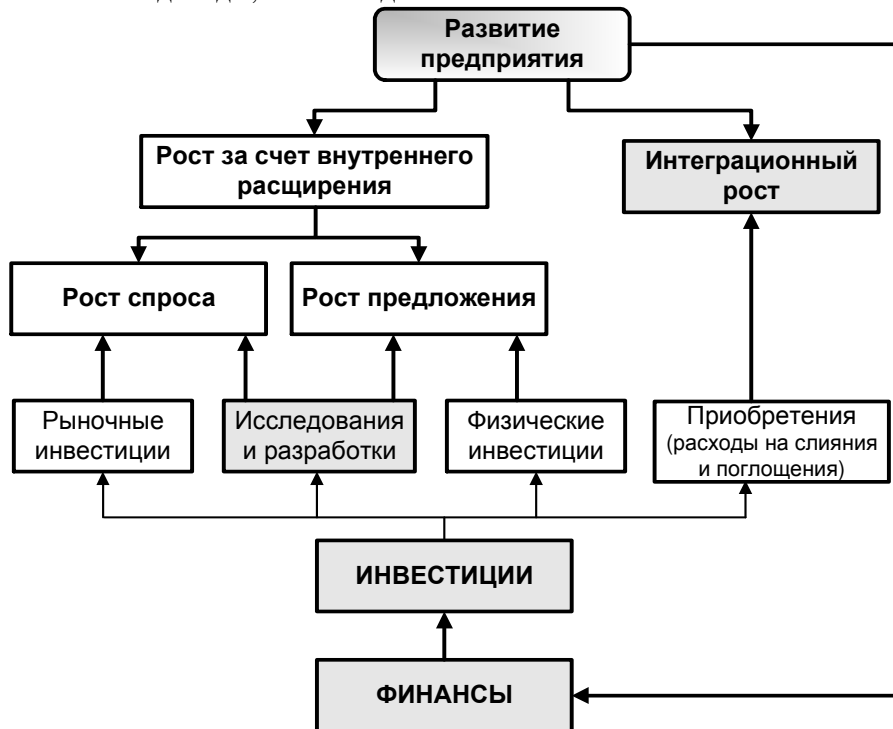 Развитие
предприятия
Рост за счет внутреннего
расщирения
Интеграционный
рост
Рост спроса
Рост предложения
Рыночные
инвестиции
Исследования
и разработки
Физические
инвестиции
Приобретения
(расходы на слияния
и поглощения)
ИНВЕСТИЦИИ
ФИНАНСЫ